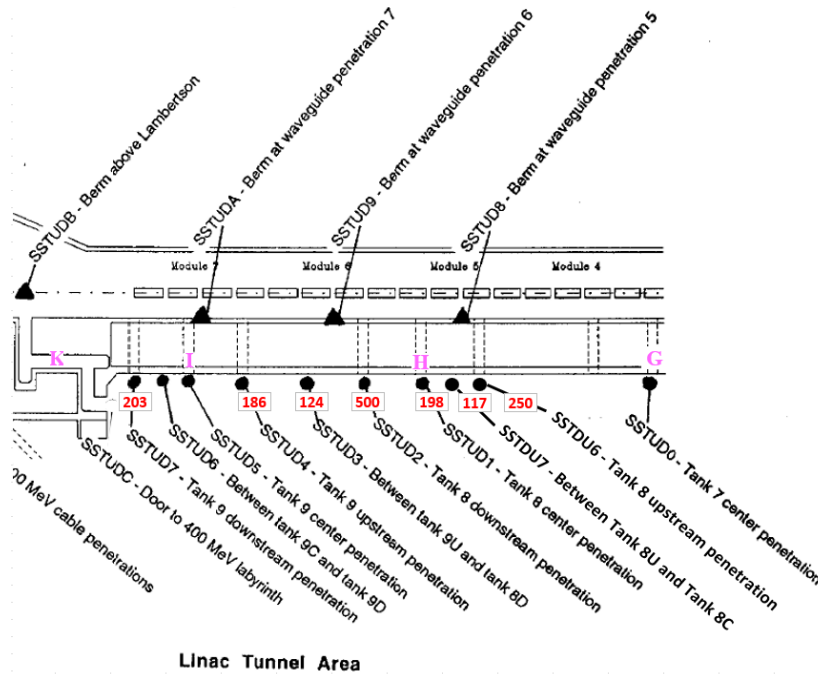 SSTUDB - Berm above Lambertson
SSTUDA - Berm at waveguide penetration 7
SSTUD9 - Berm at waveguide penetration 6
SSTUD8 - Berm at waveguide penetration 5
Module 7
Module 6
Module 5
Module 4
K
I
H
G
203
186
124
500
198
117
250
00 MeV cable penetrations
SSTUDC - Door to 400 MeV labyrinth
SSTUD7 - Tank 9 downstream penetration
SSTUD6 - Between tank 9C and tank 9D
SSTUD5 - Tank 9 center penetration
SSTUD4 - Tank 9 upstream penetration
SSTUD3 - Between tank 9U and tank 8D
SSTUD2 - Tank 8 downstream penetration
SSTUD1 - Tank 8 center penetration
SSTDU7 - Between Tank 8U and Tank 8C
SSTDU6 - Tank 8 upstream penetration
SSTUD0 - Tank 7 center penetration
Linac Tunnel Area